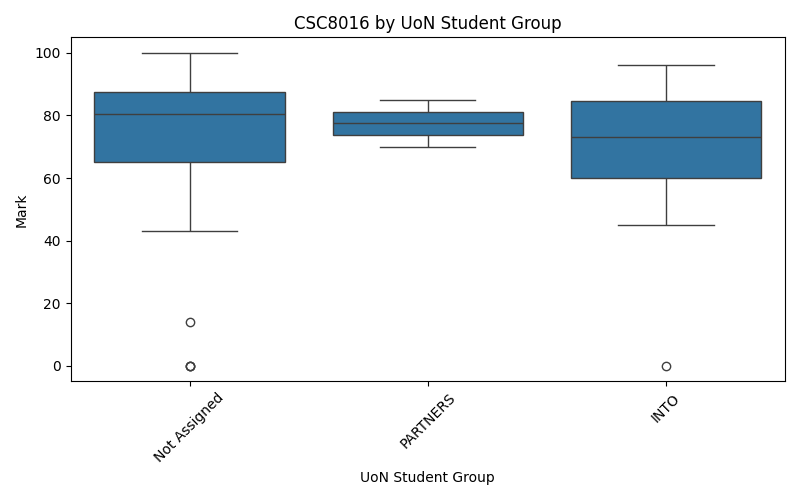 CSC8016 by UoN Student Group
Mark
100
80
60
40
20
0
Not Assigned
PARTNERS
INTO
UoN Student Group